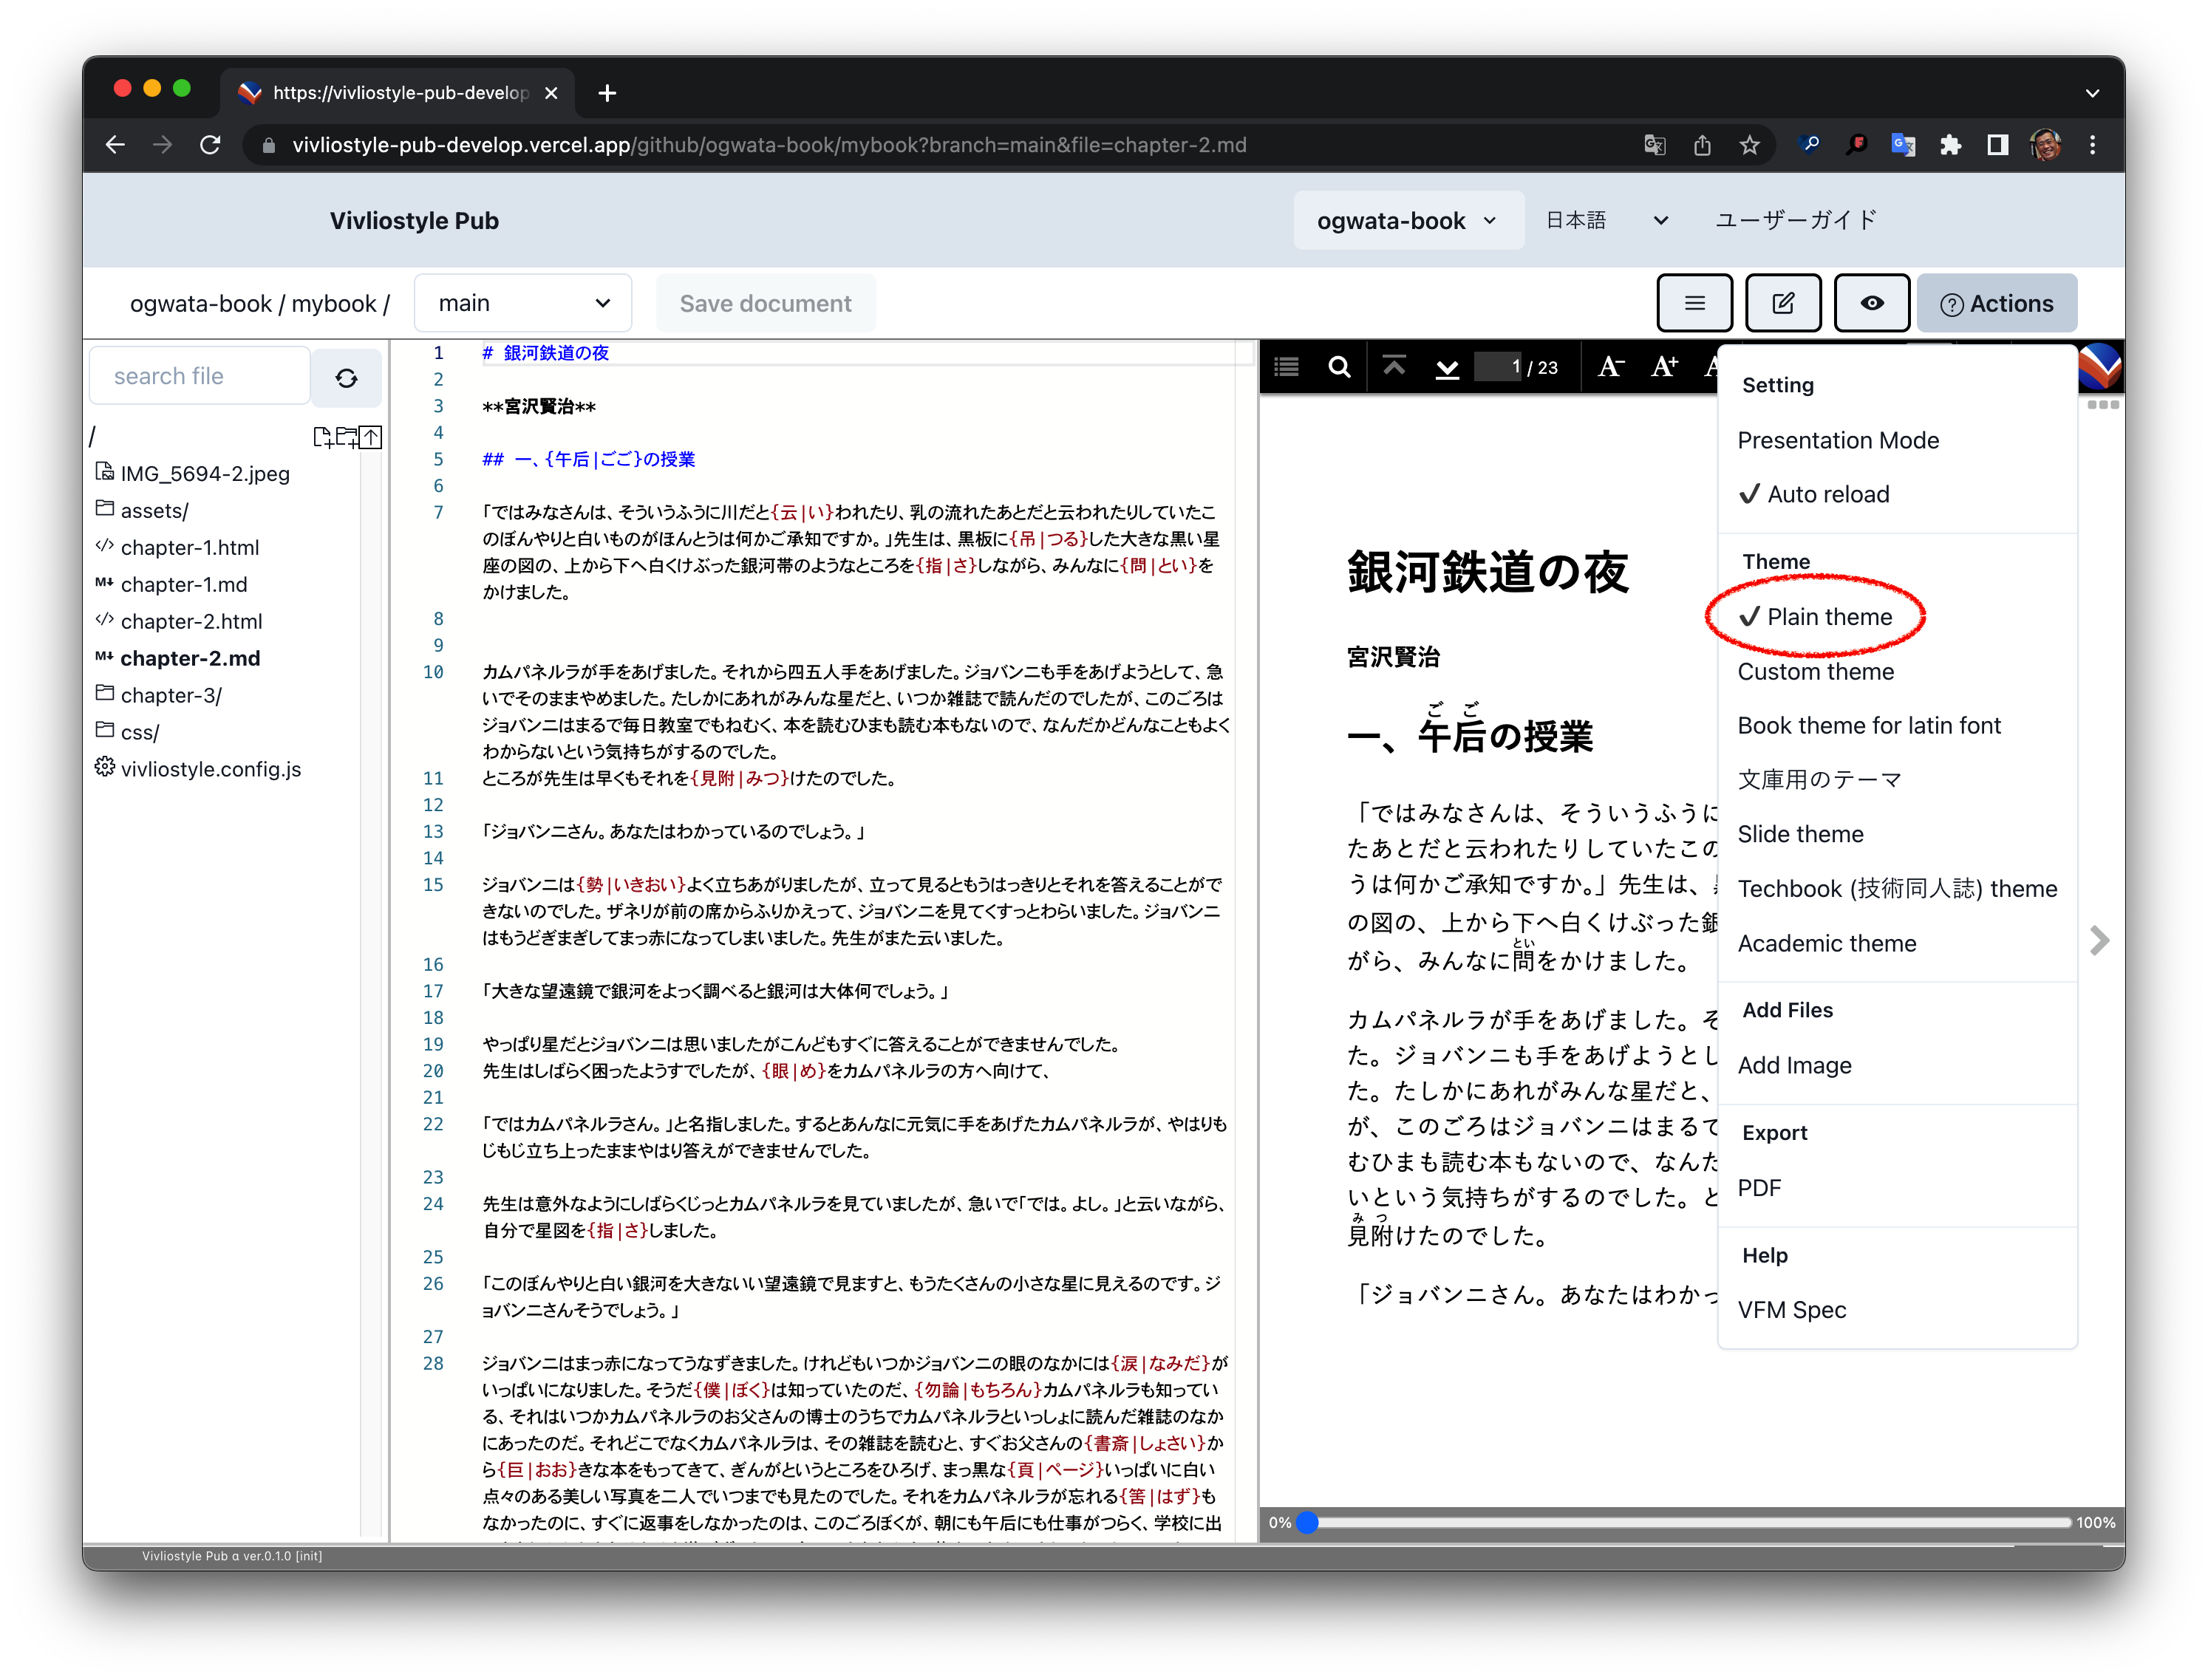 https://vivliostyle-pub-develop
vivliostyle-pub-develop.vercel.app/github/ogwata-book/mybook?branch=main&file=chapter-2.md
Vivliostyle Pub
ogwata-book
日本語
ユーザーガイド
ogwata-book / mybook /
main
Save document
Actions
search file
/
IMG_5694-2.jpeg
assets/
chapter-1.html
chapter-1.md
chapter-2.html
chapter-2.md
chapter-3/
css/
vivliostyle.config.js
1 # 銀河鉄道の夜
2
3 **宮沢賢治**
4
5 ## 一、{午后|ごご}の授業
6
7 「ではみなさんは、そういうふうに川だと{云|い}われたり、乳の流れたあとだと云われたりしていたこ
のぼんやりと白いものがほんとうは何かご承知ですか。」先生は、黒板に{吊|つる}した大きな黒い星
座の図の、上から下へ白くけぶった銀河帯のようなところを{指|さ}しながら、みんなに{問|とい}を
かけました。
8
9
10 カムパネルラが手をあげました。それから四五人手をあげました。ジョバンニも手をあげようとして、急
いでそのままやめました。たしかにあれがみんな星だと、いつか雑誌で読んだのでしたが、このごろは
ジョバンニはまるで毎日教室でもねむく、本を読むひまも読む本もないので、なんだかどんなこともよく
わからないという気持ちがするのでした。
11 ところが先生は早くもそれを{見附|みつ}けたのでした。
12
13 「ジョバンニさん。あなたはわかっているのでしょう。」
14
15 ジョバンニは{勢|いきおい}よく立ちあがりましたが、立って見るともうはっきりとそれを答えることがで
きないのでした。ザネリが前の席からふりかえって、ジョバンニを見てくすっとわらいました。ジョバンニ
はもうどぎまぎしてまっ赤になってしまいました。先生がまた云いました。
16
17 「大きな望遠鏡で銀河をよっく調べると銀河は大体何でしょう。」
18
19 やっぱり星だとジョバンニは思いましたがこんどもすぐに答えることができませんでした。
20 先生はしばらく困ったようすでしたが、{眼|め}をカムパネルラの方へ向けて、
21
22 「ではカムパネルラさん。」と名指しました。するとあんなに元気に手をあげたカムパネルラが、やはりも
じもじ立ち上ったままやはり答えができませんでした。
23
24 先生は意外なようにしばらくじっとカムパネルラを見ていましたが、急いで「では。よし。」と云いながら、
自分で星図を{指|さ}しました。
25
26 「このぼんやりと白い銀河を大きないい望遠鏡で見ますと、もうたくさんの小さな星に見えるのです。ジ
ョバンニさんそうでしょう。」
27
28 ジョバンニはまっ赤になってうなずきました。けれどもいつかジョバンニの眼のなかには{涙|なみだ}が
いっぱいになりました。そうだ{僕|ぼく}は知っていたのだ、{勿論|もちろん}カムパネルラも知ってい
る、それはいつかカムパネルラのお父さんの博士のうちでカムパネルラといっしょに読んだ雑誌のなか
にあったのだ。それどこでなくカムパネルラは、その雑誌を読むと、すぐお父さんの{書斎|しょさい}か
ら{巨|おお}きな本をもってきて、ぎんがというところをひろげ、まっ黒な{頁|ページ}いっぱいに白い
点々のある美しい写真を二人でいつまでも見たのでした。それをカムパネルラが忘れる{筈|はず}も
なかったのに、すぐに返事をしなかったのは、このごろぼくが、朝にも午后にも仕事がつらく、学校に出
1 / 23
A- A+
銀河鉄道の夜
宮沢賢治
ご ご
一、午后の授業
「ではみなさんは、そういうふうに
たあとだと云われたりしていたこの
うは何かご承知ですか。」先生は、
の図の、上から下へ白くけぶった銀
とい
がら、みんなに問をかけました。
カムパネルラが手をあげました。そ
た。ジョバンニも手をあげようとし
た。たしかにあれがみんな星だと、
が、このごろはジョバンニはまるで
むひまも読む本もないので、なんだ
いという気持ちがするのでした。と
み つ
見附けたのでした。
「ジョバンニさん。あなたはわかっ
Setting
Presentation Mode
✓ Auto reload
Theme
✓ Plain theme
Custom theme
Book theme for latin font
文庫用のテーマ
Slide theme
Techbook (技術同人誌) theme
Academic theme
Add Files
Add Image
Export
PDF
Help
VFM Spec
0%
100%
Vivliostyle Pub α ver.0.1.0 [init]